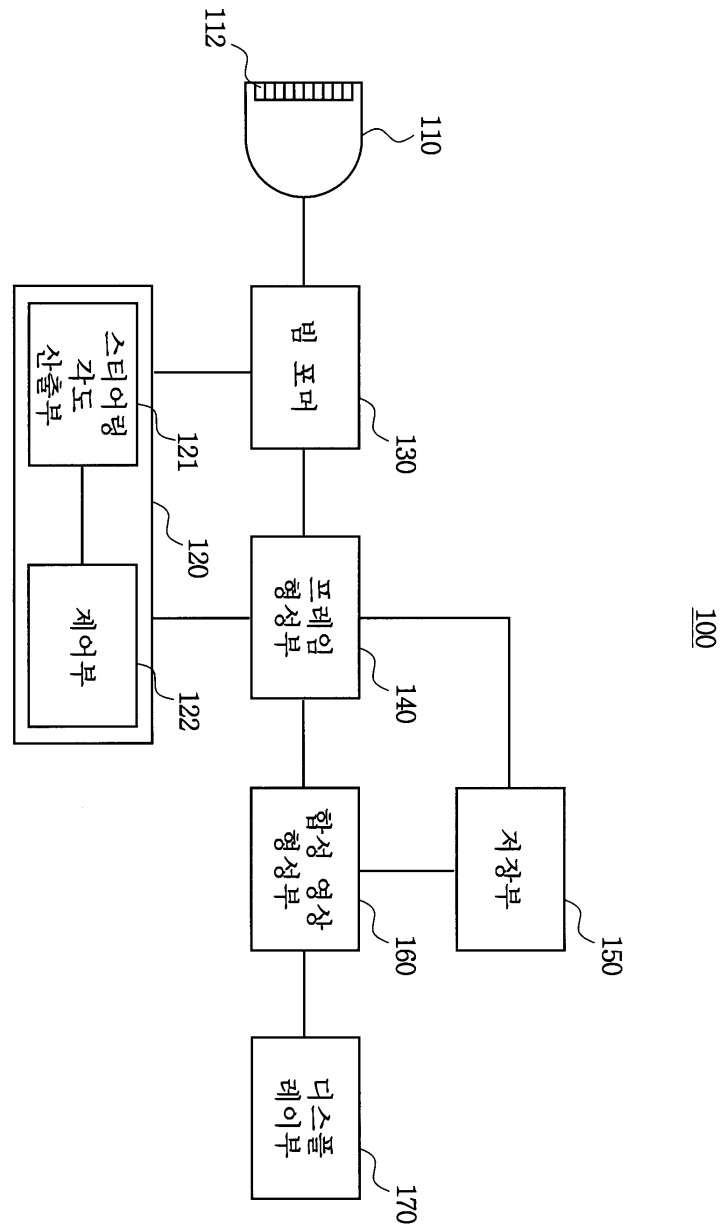 100
112
110
빔 포머
130
프레임
형성부
140
저장부
150
합성 영상
형성부
160
디스플
레이부
170
스티어링
각도
산출부
121
120
제어부
122